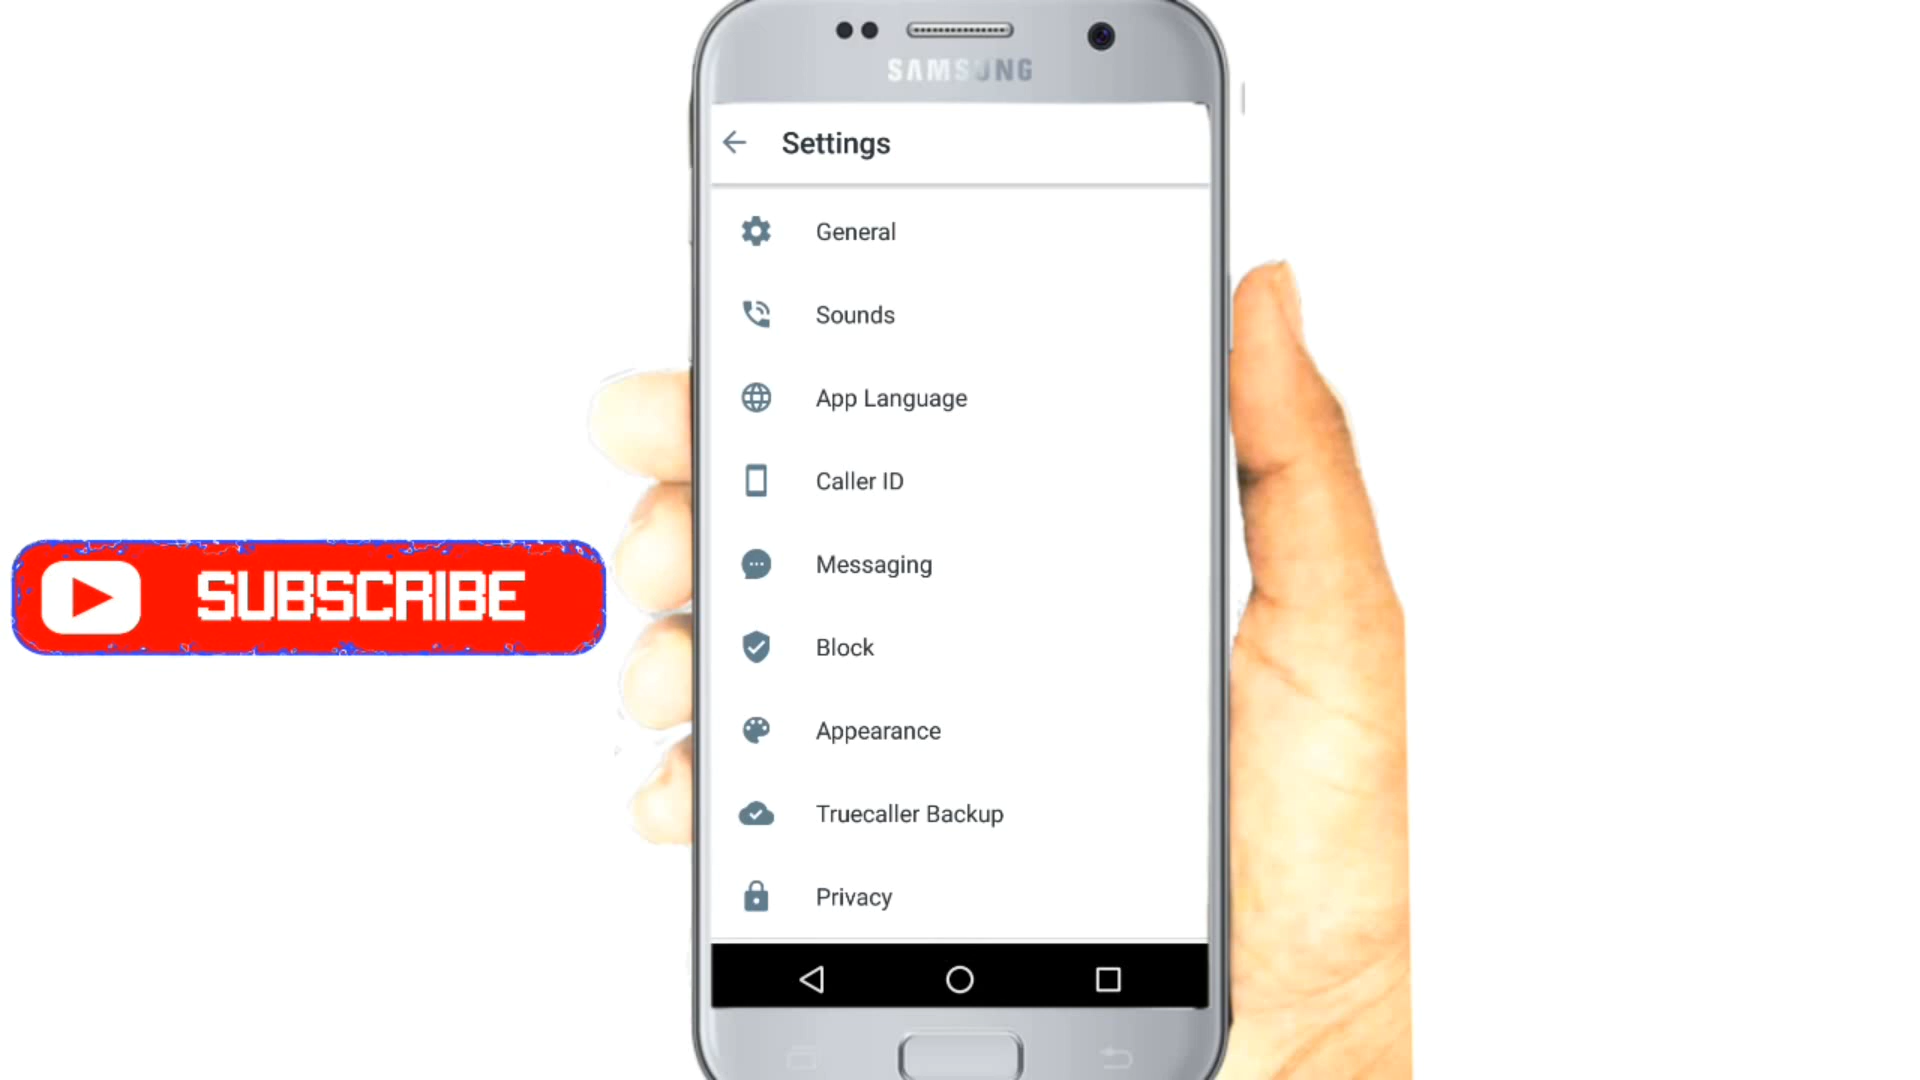 SAMSUNG
Settings
General
Sounds
App Language
Caller ID
Messaging
SUBSCRIBE
Block
Appearance
Truecaller Backup
Privacy